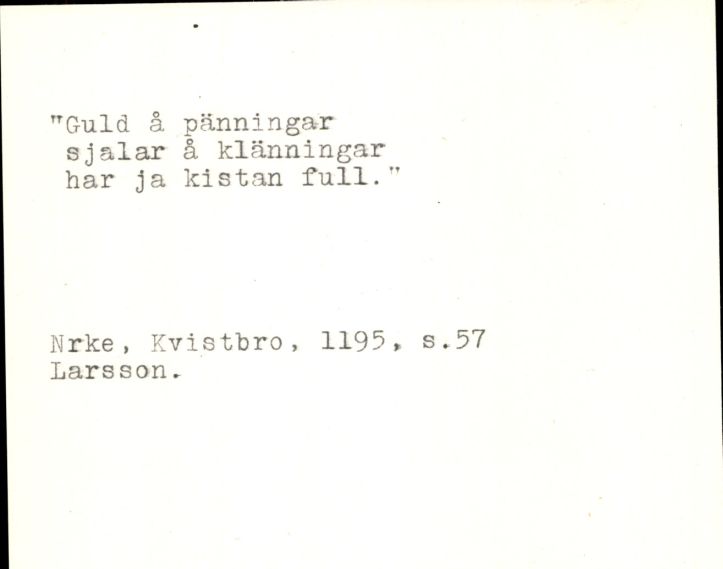 "Guld å pänningar
sjalar å klänningar
har ja kistan full."
Nrke, Kvistbro, 1195, s.57
Larsson.